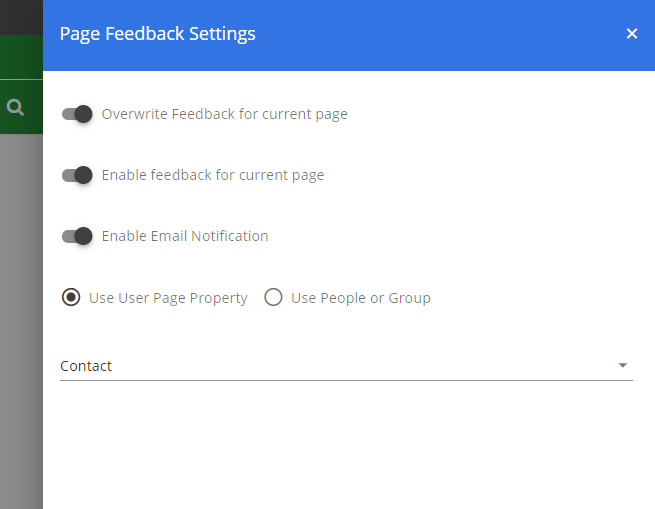 Page Feedback Settings
Overwrite Feedback for current page
Enable feedback for current page
Enable Email Notification
Use User Page Property Use People or Group
Contact